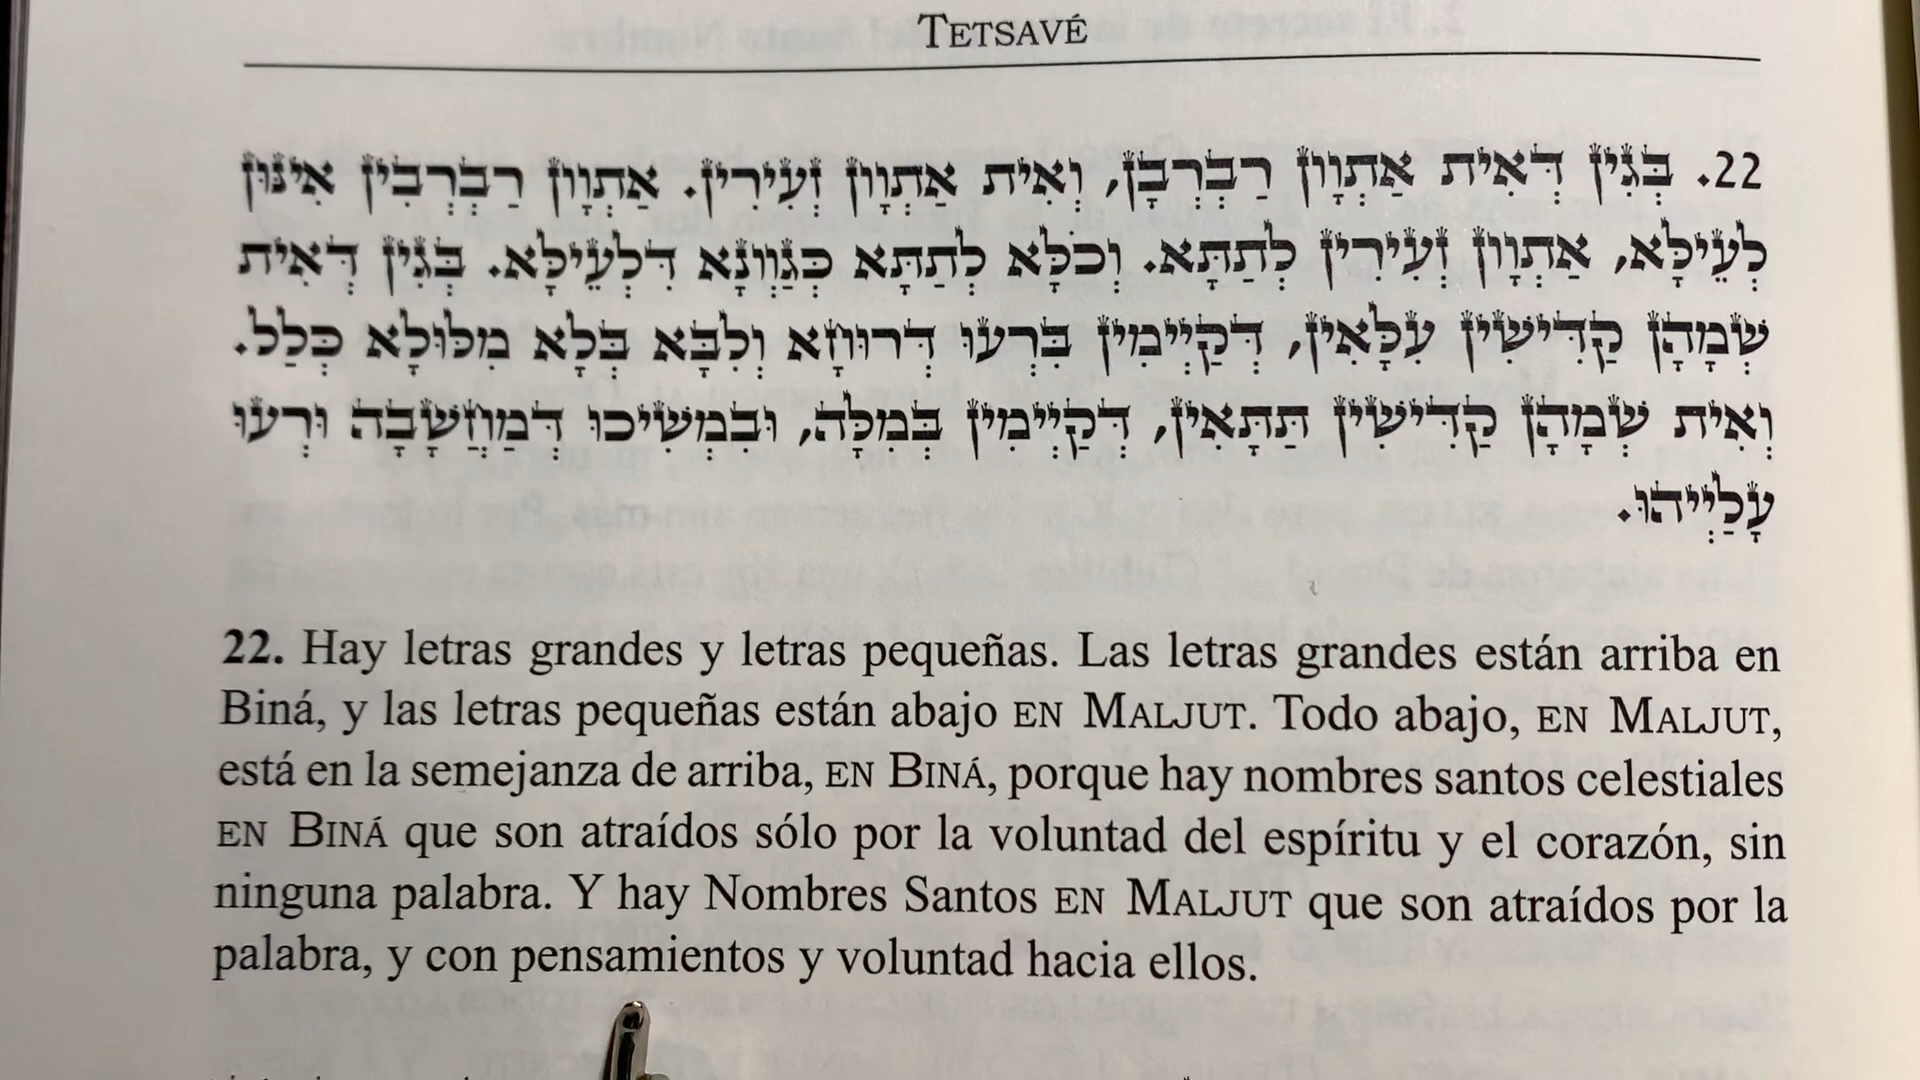 TETSAVÉ
22. בְּגִין דְּאִית אַתְוָון רַבְרְבָן, וְאִית אַתְוָון זְעִירִין. אַתְוָון רַבְרְבִין אִינּוּן
לְעֵילָּא, אַתְוָון זְעִירִין לְתַתָּא. וְכֹלָּא לְתַתָּא כְּגַּוְונָּא דִּלְעֵילָּא. בְּגִין דְּאִית
שְׁמָהָן קַדִּישִׁין עִלָּאִין, דְּקַיְימִין בִּרְעוּ דְּרוּוְזָא וְלִבָּא בְּלָא מִלּוּלָא כְּלַל.
וְאִית שְׁמָהָן קַדִּישִׁין תַּתָּאִין, דְּקַיְימִין בְּמִלָּה, וּבִמְשִׁיכוּ דְּמַוְזֲשָׁבָה וּרְעוּ
עָלַיְיהוּ.
22. Hay letras grandes y letras pequeñas. Las letras grandes están arriba en
Biná, y las letras pequeñas están abajo EN MALJUT. Todo abajo, EN MALJUT,
está en la semejanza de arriba, EN BINÁ, porque hay nombres santos celestiales
EN BINÁ que son atraídos sólo por la voluntad del espíritu y el corazón, sin
ninguna palabra. Y hay Nombres Santos EN MALJUT que son atraídos por la
palabra, y con pensamientos y voluntad hacia ellos.